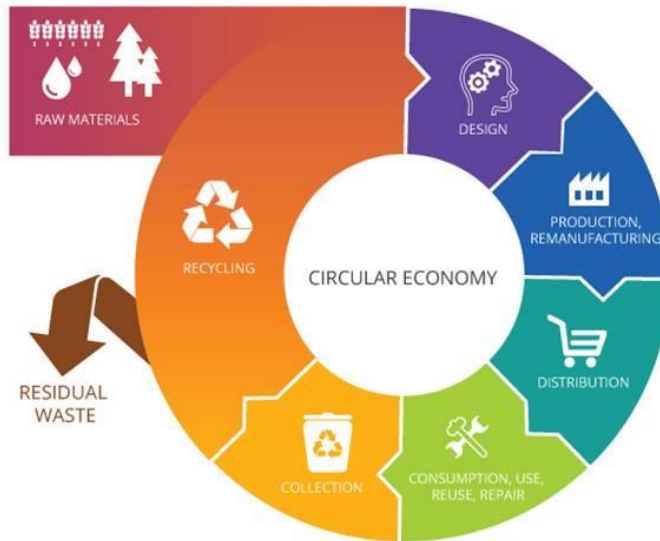 RAW MATERIALS
DESIGN
PRODUCTION,
REMANUFACTURING
RECYCLING
CIRCULAR ECONOMY
DISTRIBUTION
RESIDUAL
WASTE
CONSUMPTION, USE,
REUSE, REPAIR
COLLECTION